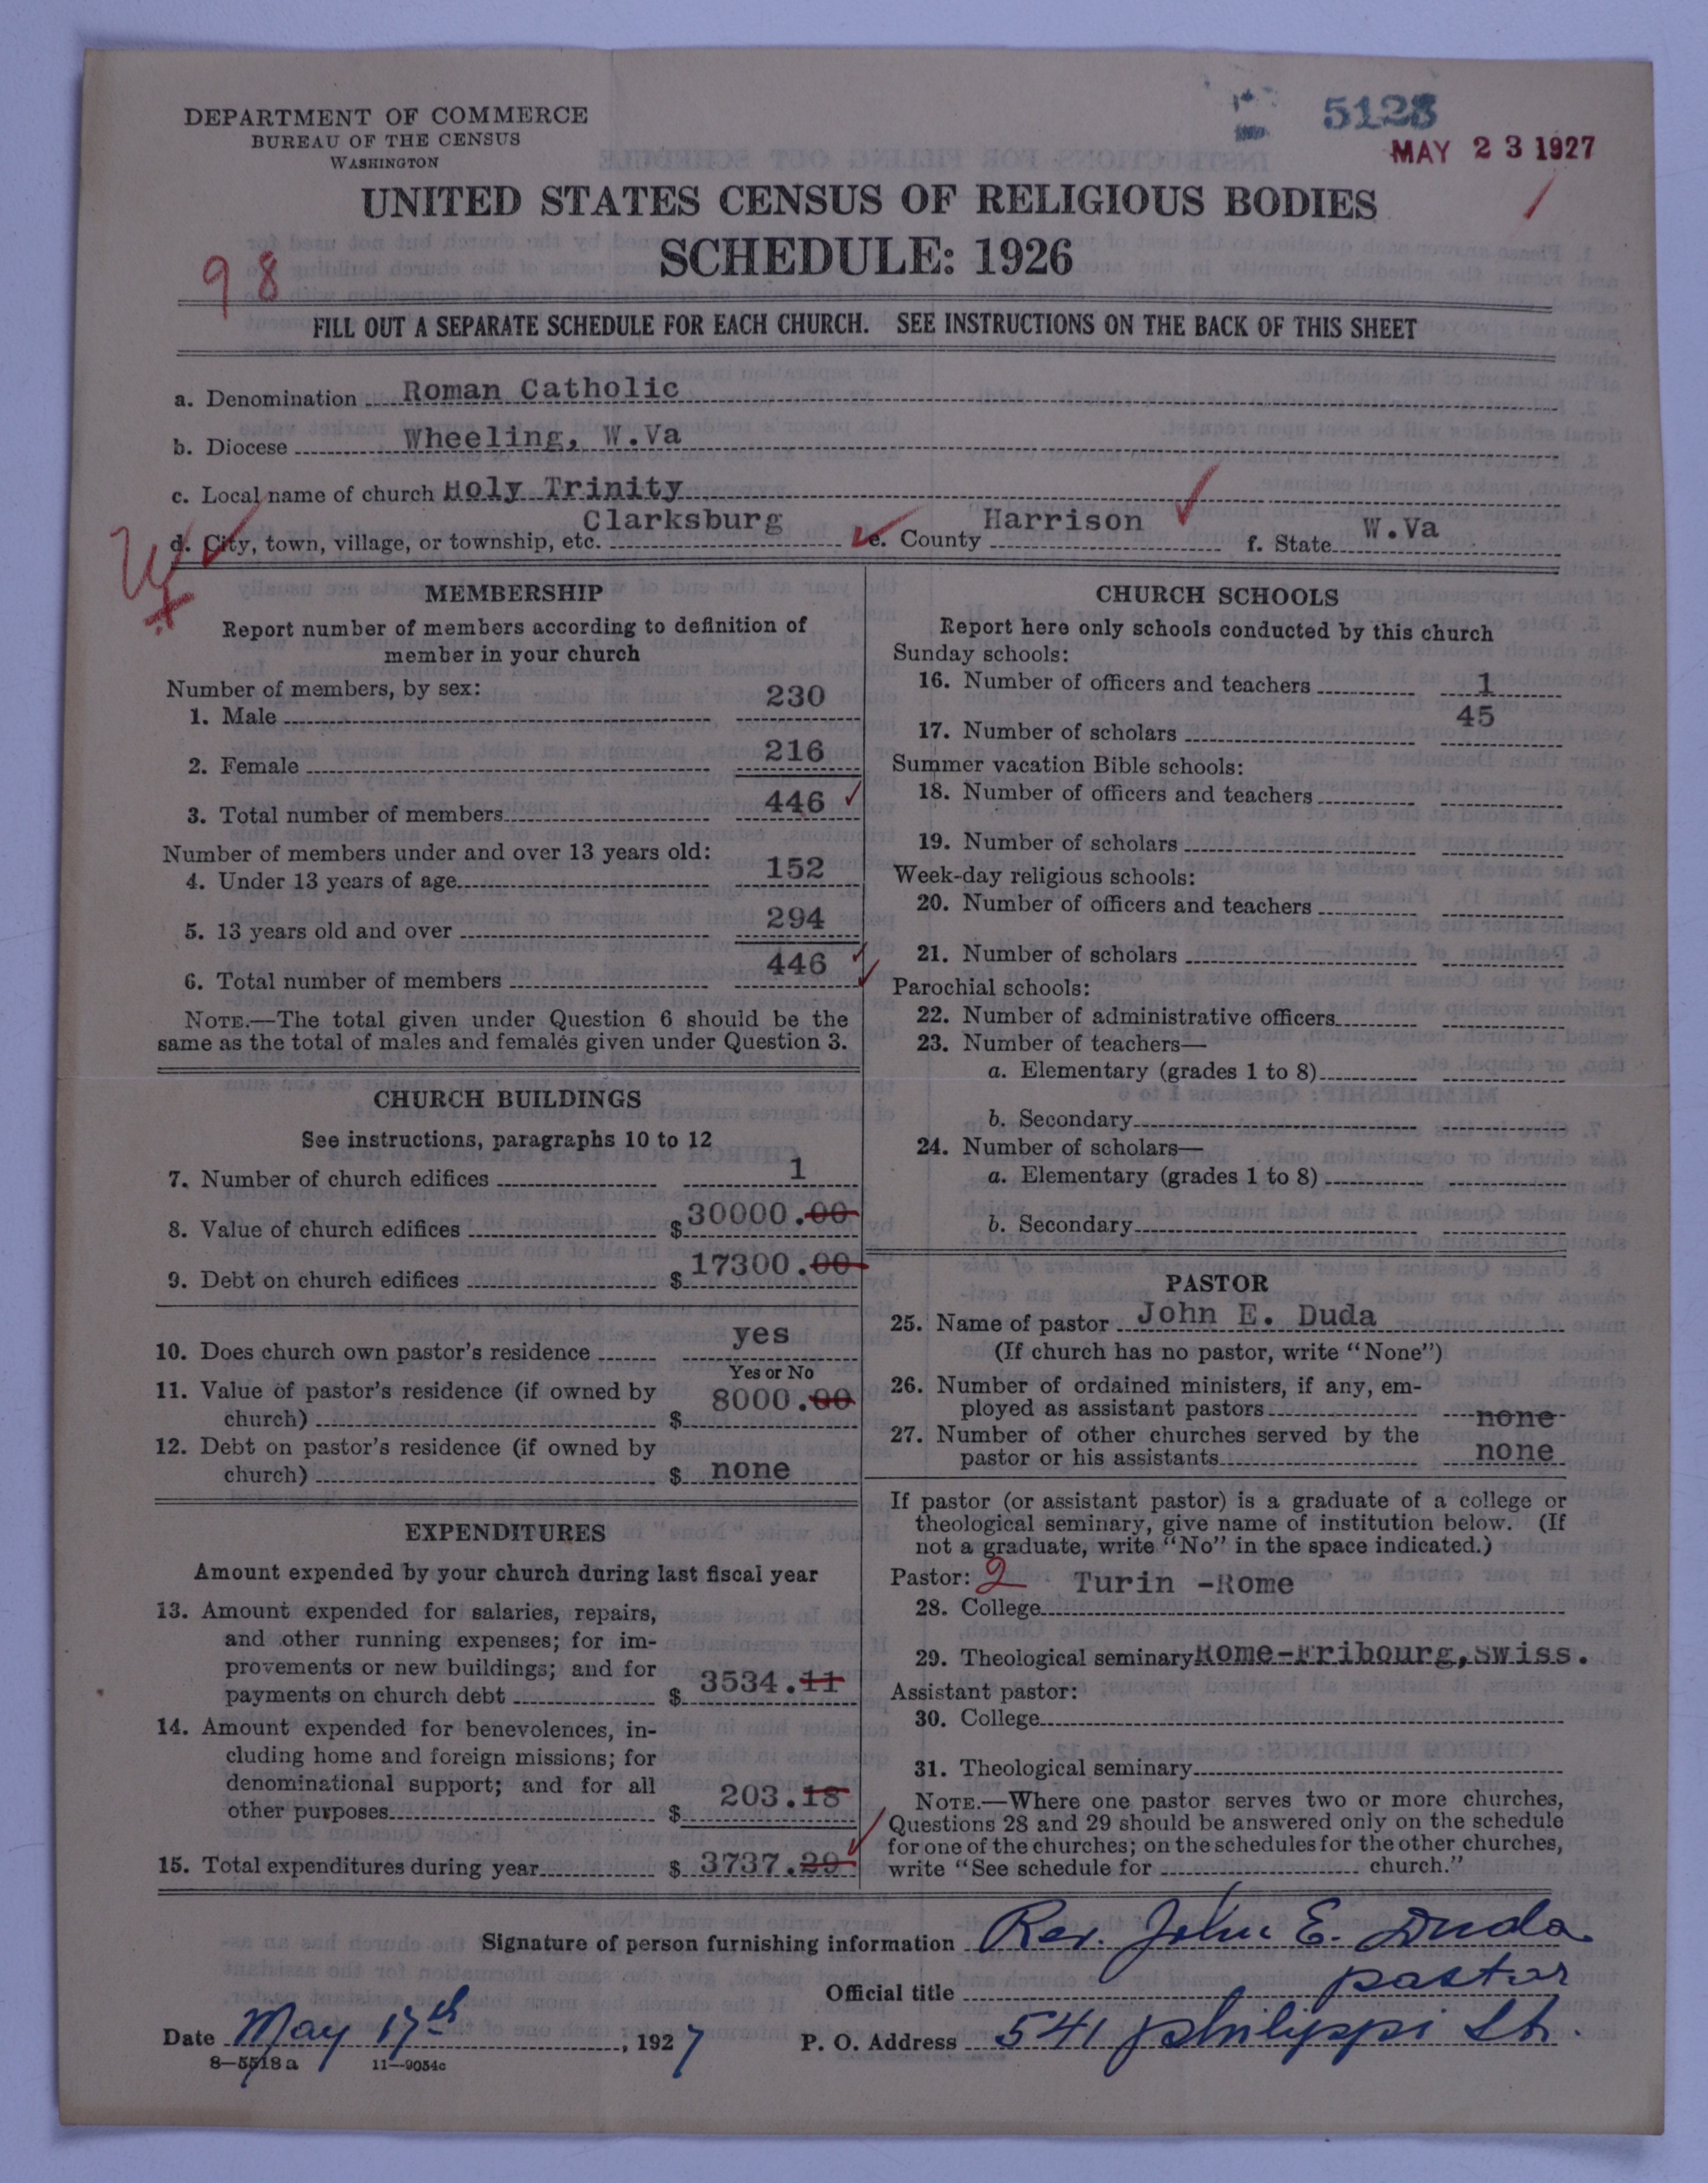 DEPARTMENT OF COMMERCE
BUREAU OF THE CENSUS
WASHINGTON
5123
MAY 23 1927
UNITED STATES CENSUS OF RELIGIOUS BODIES
SCHEDULE: 1926
98
FILL OUT A SEPARATE SCHEDULE FOR EACH CHURCH. SEE INSTRUCTIONS ON THE BACK OF THIS SHEET
a. Denomination Roman Catholic
b. Diocese Wheeling, W.Va
c. Local name of church Holy Trinity
d. City, town, village, or township, etc. Clarksburg e. County Harrison f. State W.Va
MEMBERSHIP
Report number of members according to definition of
member in your church
Number of members, by sex:
1. Male 230
2. Female 216
3. Total number of members 446
Number of members under and over 13 years old:
4. Under 13 years of age 152
5. 13 years old and over 294
6. Total number of members 446
NOTE.—The total given under Question 6 should be the
same as the total of males and females given under Question 3.
CHURCH BUILDINGS
See instructions, paragraphs 10 to 12
7. Number of church edifices 1
8. Value of church edifices $30000.00
9. Debt on church edifices $17300.00
10. Does church own pastor's residence yes
Yes or No
11. Value of pastor's residence (if owned by
church) $8000.00
12. Debt on pastor's residence (if owned by
church) $none
EXPENDITURES
Amount expended by your church during last fiscal year
13. Amount expended for salaries, repairs,
and other running expenses; for im-
provements or new buildings; and for
payments on church debt $3534.11
14. Amount expended for benevolences, in-
cluding home and foreign missions; for
denominational support; and for all
other purposes $203.18
15. Total expenditures during year $3737.29
CHURCH SCHOOLS
Report here only schools conducted by this church
Sunday schools:
16. Number of officers and teachers 1
17. Number of scholars 45
Summer vacation Bible schools:
18. Number of officers and teachers
19. Number of scholars
Week-day religious schools:
20. Number of officers and teachers
21. Number of scholars
Parochial schools:
22. Number of administrative officers
23. Number of teachers—
a. Elementary (grades 1 to 8)
b. Secondary
24. Number of scholars—
a. Elementary (grades 1 to 8)
b. Secondary
PASTOR
25. Name of pastor John E. Duda
(If church has no pastor, write "None")
26. Number of ordained ministers, if any, em-
ployed as assistant pastors none
27. Number of other churches served by the
pastor or his assistants none
If pastor (or assistant pastor) is a graduate of a college or
theological seminary, give name of institution below. (If
not a graduate, write "No" in the space indicated.)
Pastor: 2 Turin -Rome
28. College
29. Theological seminary Rome-Fribourg, Swiss.
Assistant pastor:
30. College
31. Theological seminary
NOTE.—Where one pastor serves two or more churches,
Questions 28 and 29 should be answered only on the schedule
for one of the churches; on the schedules for the other churches,
write "See schedule for church."
Signature of person furnishing information Rev. John E. Duda
Official title pastor
Date May 17th, 1927 P. O. Address 541 philippi St.
8—5518a 11—9054c